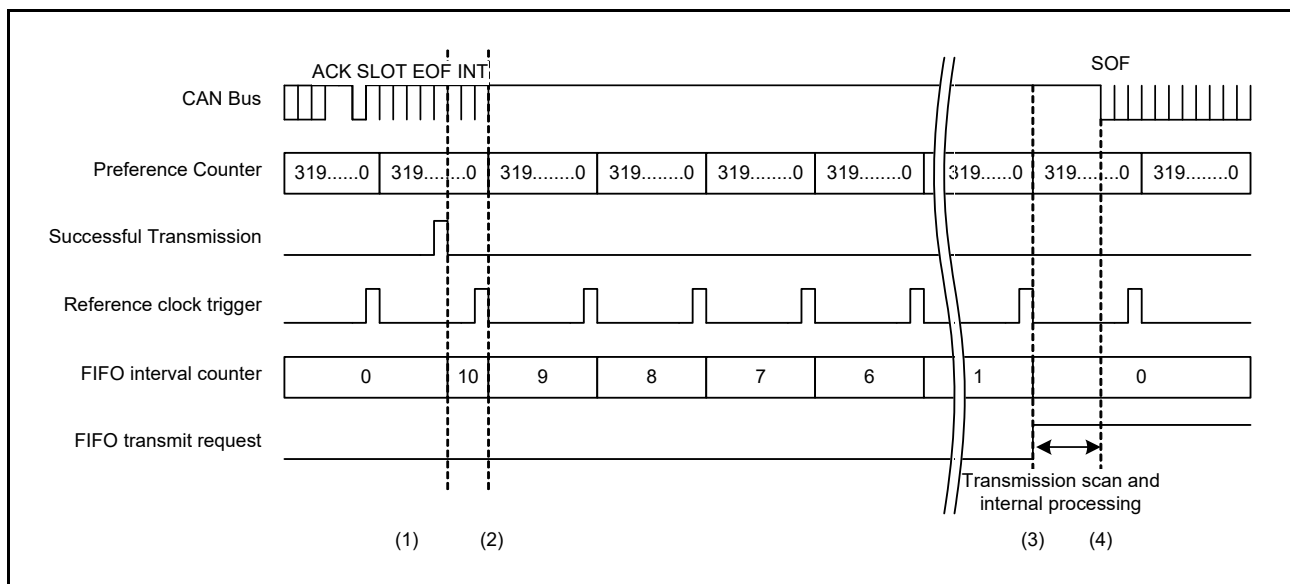 ACK SLOT EOF INT
SOF
CAN Bus
Preference Counter
319......0
319........0
319........0
319........0
319........0
319........0
319......0
319........0
319........0
Successful Transmission
Reference clock trigger
FIFO interval counter
0
10
9
8
7
6
1
0
FIFO transmit request
Transmission scan and
internal processing
(1)
(2)
(3)
(4)